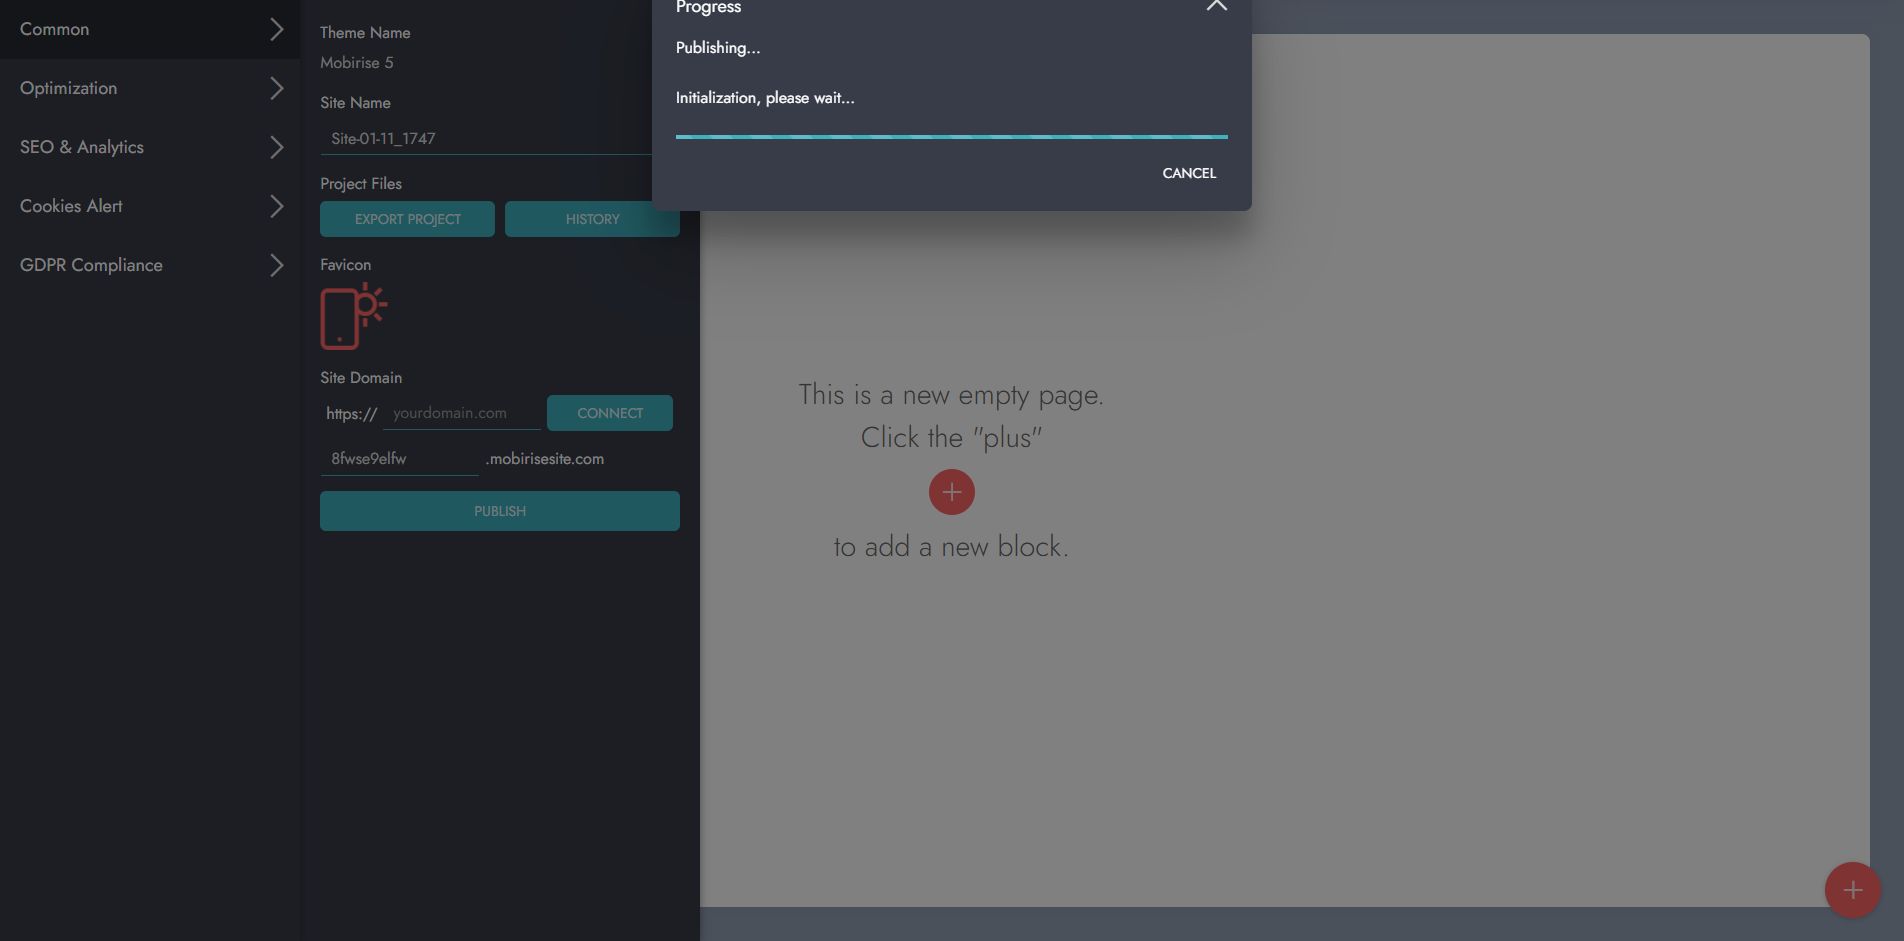 Common
Optimization
SEO & Analytics
Cookies Alert
GDPR Compliance
Theme Name
Mobirise 5
Site Name
Site-01-11_1747
Project Files
EXPORT PROJECT
HISTORY
Favicon
Site Domain
https:// yourdomain.com CONNECT
8fwse9elfw .mobirisesite.com
PUBLISH
Progress
Publishing...
Initialization, please wait...
CANCEL
This is a new empty page.
Click the "plus"
to add a new block.